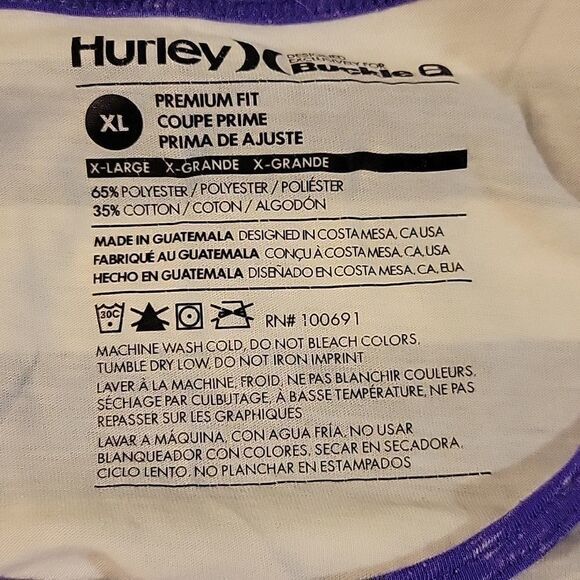 Hurley DESIGNED EXCLUSIVELY FOR Buckle
XL
PREMIUM FIT
COUPE PRIME
PRIMA DE AJUSTE
X-LARGE X-GRANDE X-GRANDE
65% POLYESTER / POLYESTER / POLIÉSTER
35% COTTON / COTON / ALGODÓN
MADE IN GUATEMALA DESIGNED IN COSTA MESA, CA USA
FABRIQUÉ AU GUATEMALA CONÇU À COSTA MESA, CA, USA
HECHO EN GUATEMALA DISEÑADO EN COSTA MESA, CA, EUA
30C RN# 100691
MACHINE WASH COLD, DO NOT BLEACH COLORS,
TUMBLE DRY LOW. DO NOT IRON IMPRINT
LAVER À LA MACHINE, FROID, NE PAS BLANCHIR COULEURS,
SÉCHAGE PAR CULBUTAGE, À BASSE TEMPÉRATURE, NE PAS
REPASSER SUR LES GRAPHIQUES
LAVAR A MÁQUINA, CON AGUA FRÍA, NO USAR
BLANQUEADOR CON COLORES, SECAR EN SECADORA,
CICLO LENTO, NO PLANCHAR EN ESTAMPADOS